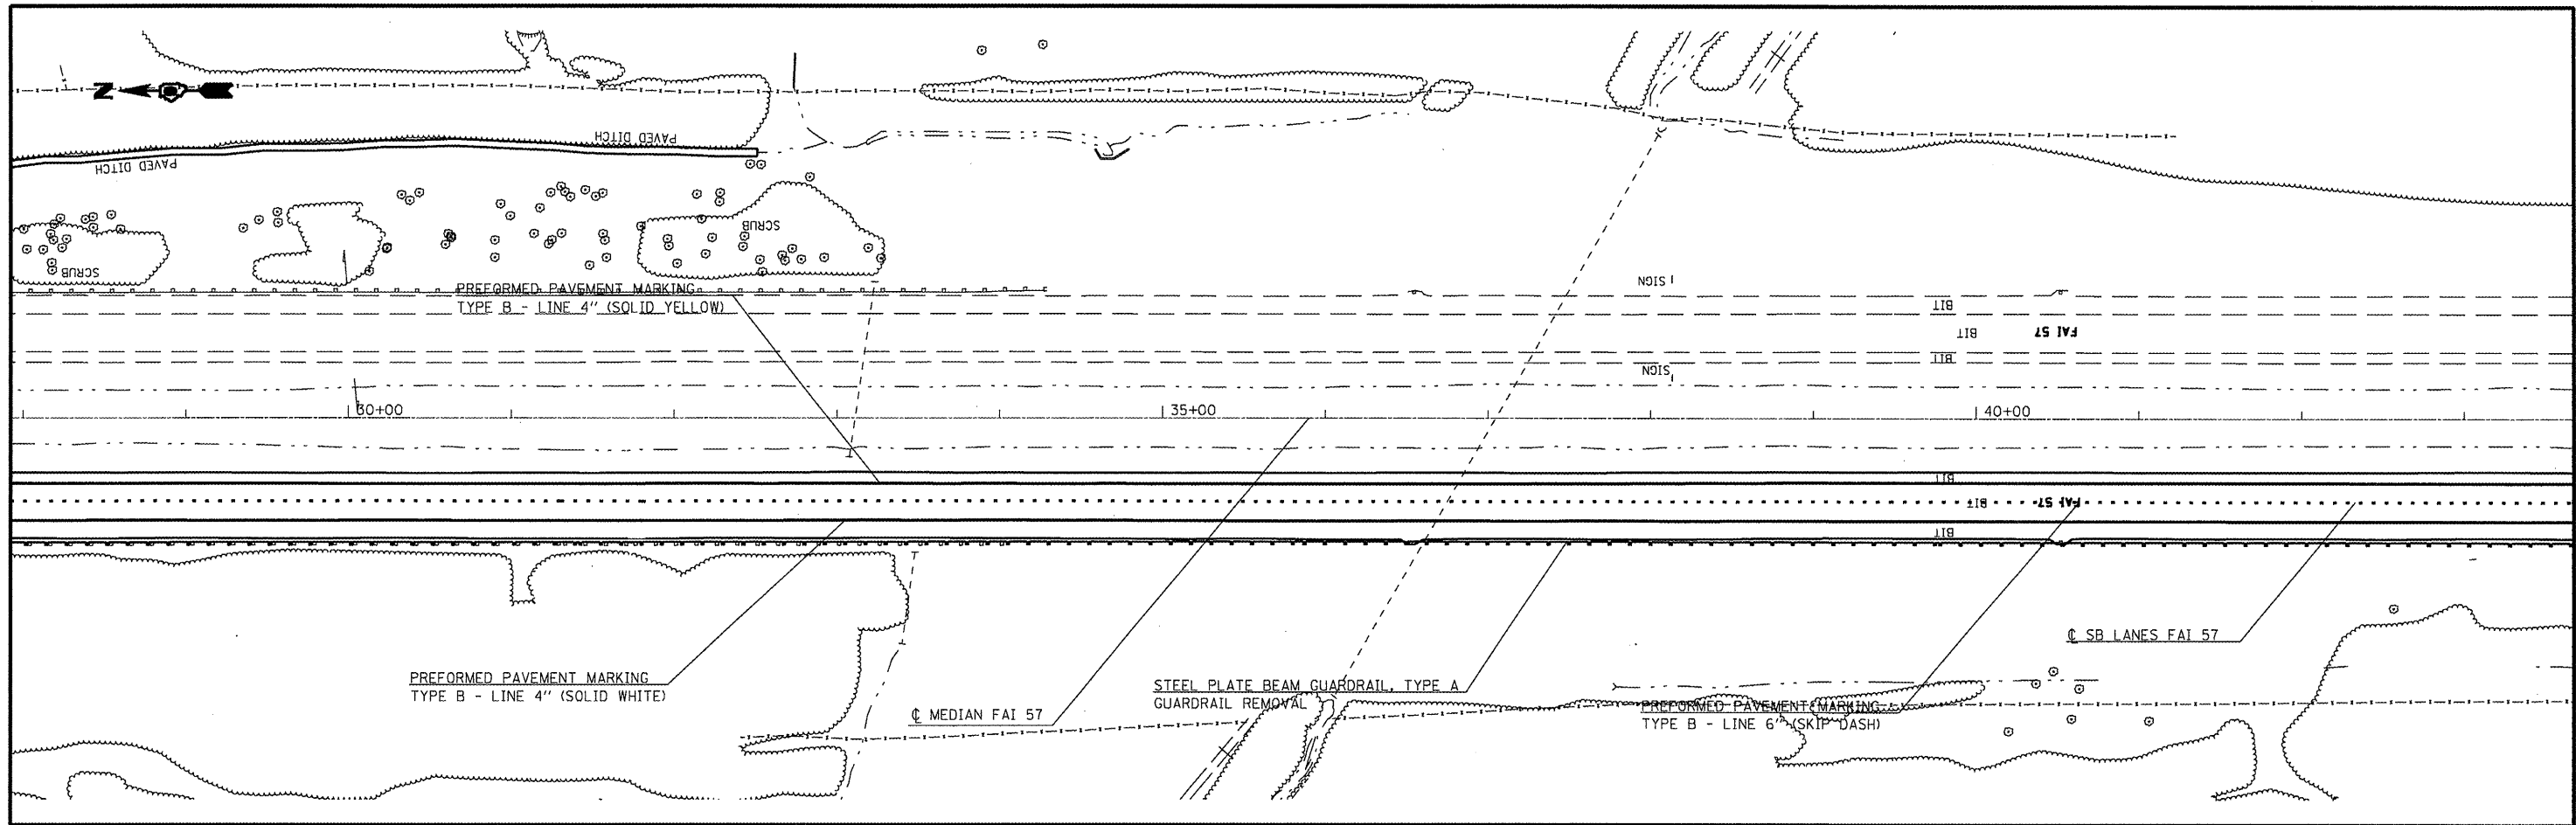 N
PAVED DITCH
PAVED DITCH
SCRUB
SCRUB
PREFORMED PAVEMENT MARKING
TYPE B - LINE 4" (SOLID YELLOW)
SIGN
BIT
BIT
FAI 57
BIT
SIGN
30+00
35+00
40+00
BIT
BIT
FAI 57
BIT
℄ SB LANES FAI 57
PREFORMED PAVEMENT MARKING
TYPE B - LINE 4" (SOLID WHITE)
℄ MEDIAN FAI 57
STEEL PLATE BEAM GUARDRAIL, TYPE A
GUARDRAIL REMOVAL
PREFORMED PAVEMENT MARKING
TYPE B - LINE 6" (SKIP DASH)